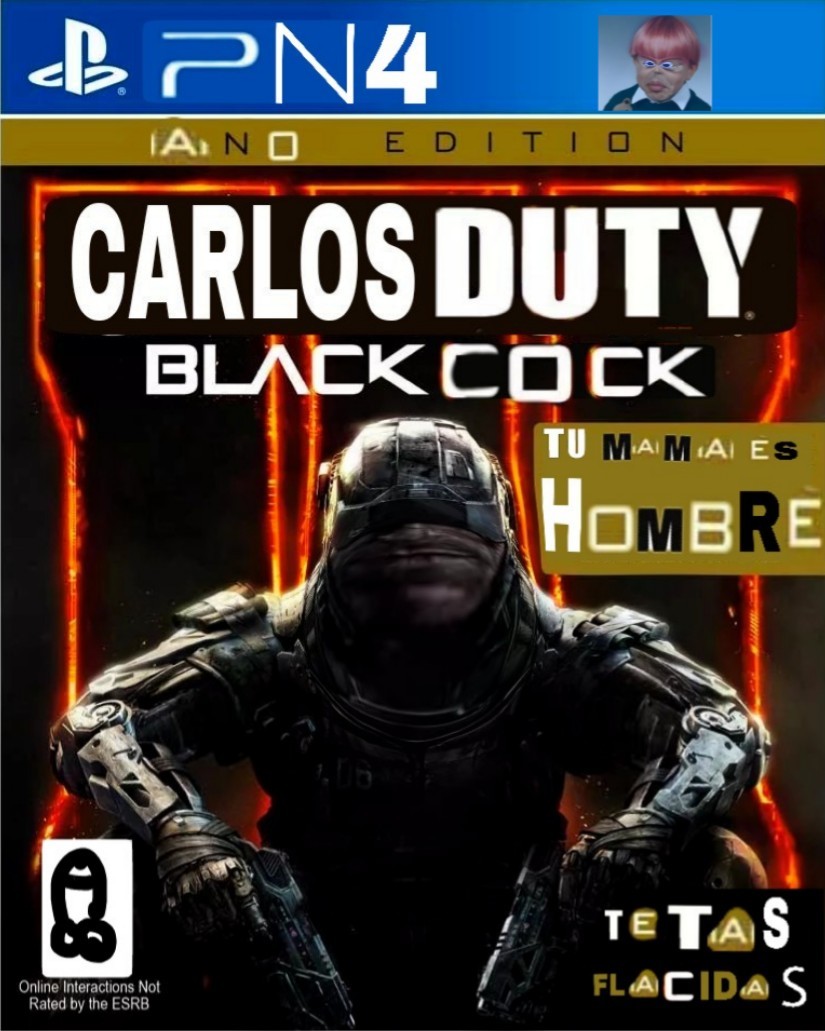 PN4
ANO EDITION
CARLOS DUTY
BLACK COCK
TU MAMA ES
HOMBRE
06
TETAS
FLACIDAS
Online Interactions Not
Rated by the ESRB